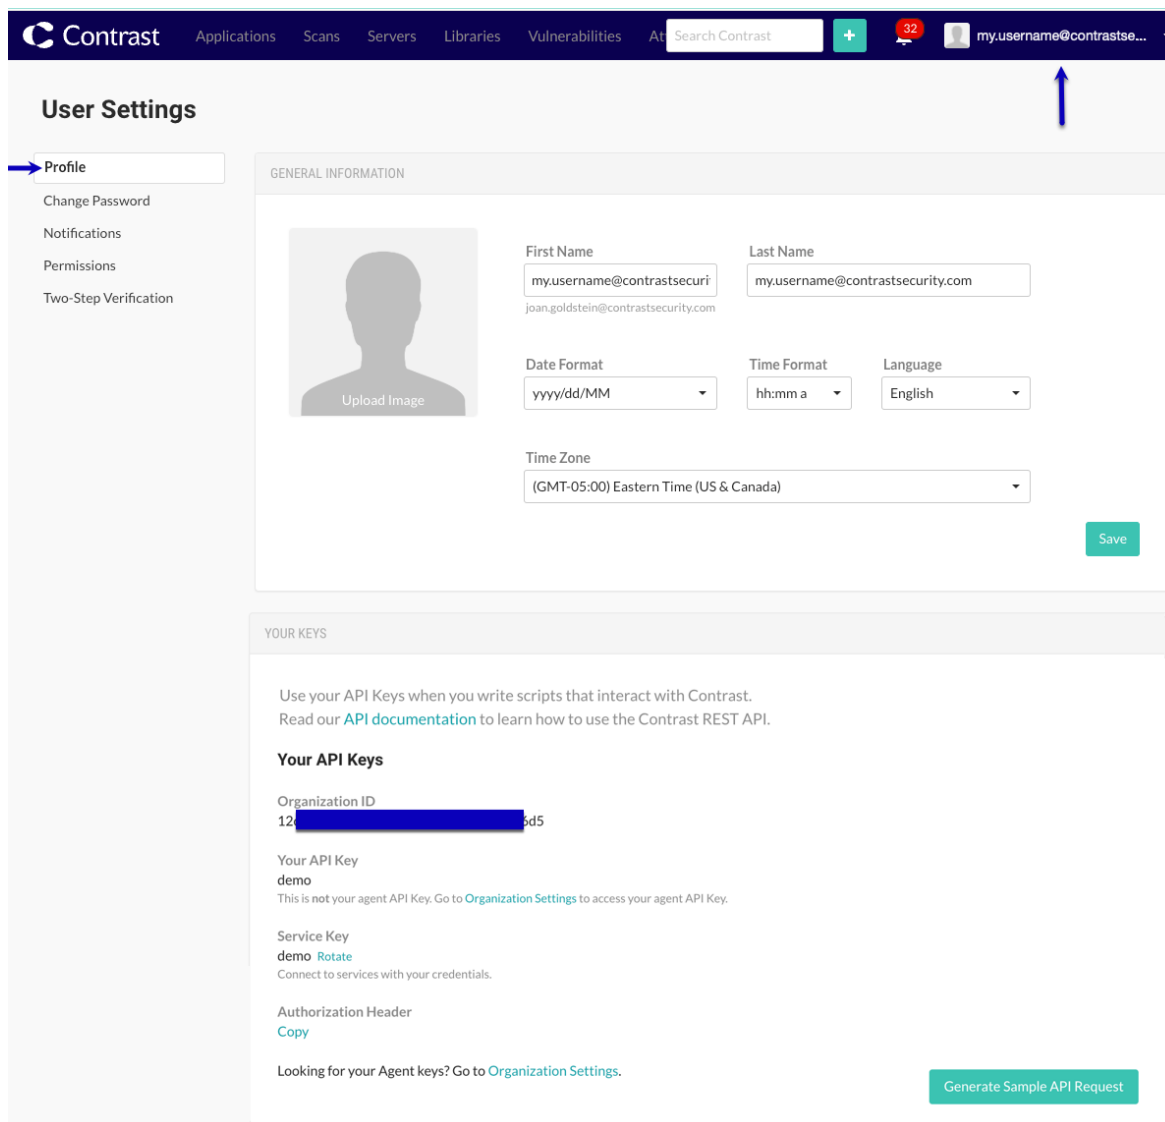 Contrast Applications Scans Servers Libraries Vulnerabilities At Search Contrast + 32 my.username@contrastse...
User Settings
Profile
Change Password
Notifications
Permissions
Two-Step Verification
GENERAL INFORMATION
Upload Image
First Name Last Name
my.username@contrastsecuri my.username@contrastsecurity.com
joan.goldstein@contrastsecurity.com
Date Format Time Format Language
yyyy/dd/MM hh:mm a English
Time Zone
(GMT-05:00) Eastern Time (US & Canada)
Save
YOUR KEYS
Use your API Keys when you write scripts that interact with Contrast.
Read our API documentation to learn how to use the Contrast REST API.
Your API Keys
Organization ID
12 6d5
Your API Key
demo
This is not your agent API Key. Go to Organization Settings to access your agent API Key.
Service Key
demo Rotate
Connect to services with your credentials.
Authorization Header
Copy
Looking for your Agent keys? Go to Organization Settings.
Generate Sample API Request